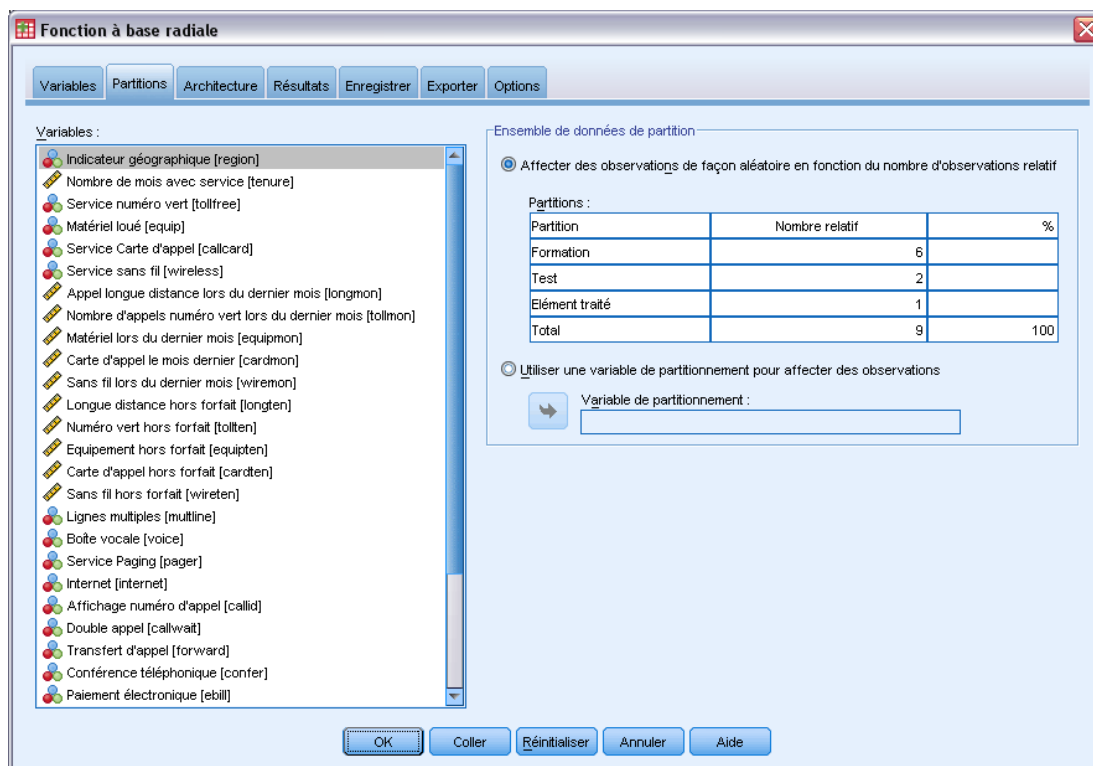 Fonction à base radiale
Variables Partitions Architecture Résultats Enregistrer Exporter Options
Variables :
Indicateur géographique [region]
Nombre de mois avec service [tenure]
Service numéro vert [tollfree]
Matériel loué [equip]
Service Carte d'appel [callcard]
Service sans fil [wireless]
Appel longue distance lors du dernier mois [longmon]
Nombre d'appels numéro vert lors du dernier mois [tollmon]
Matériel lors du dernier mois [equipmon]
Carte d'appel le mois dernier [cardmon]
Sans fil lors du dernier mois [wiremon]
Longue distance hors forfait [longten]
Numéro vert hors forfait [tollten]
Equipement hors forfait [equipten]
Carte d'appel hors forfait [cardten]
Sans fil hors forfait [wireten]
Lignes multiples [multline]
Boîte vocale [voice]
Service Paging [pager]
Internet [internet]
Affichage numéro d'appel [callid]
Double appel [callwait]
Transfert d'appel [forward]
Conférence téléphonique [confer]
Paiement électronique [ebill]
Ensemble de données de partition
Affecter des observations de façon aléatoire en fonction du nombre d'observations relatif
Partitions :
Partition Nombre relatif %
Formation 6
Test 2
Elément traité 1
Total 9 100
Utiliser une variable de partitionnement pour affecter des observations
Variable de partitionnement :
OK Coller Réinitialiser Annuler Aide